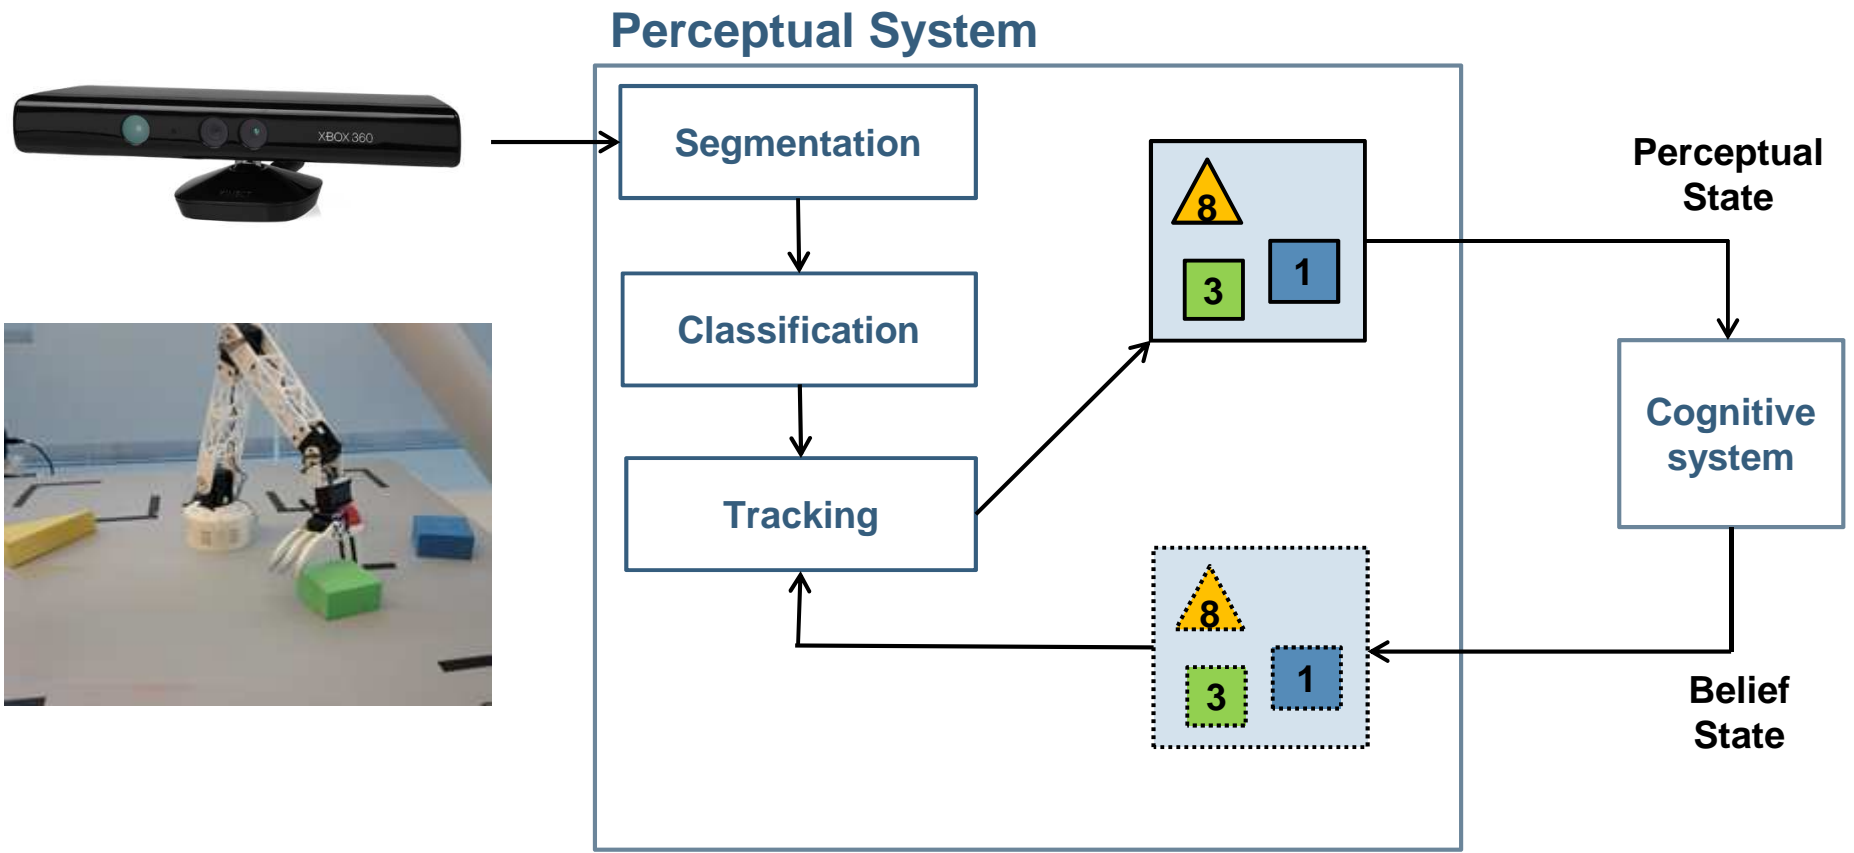 Perceptual System
XBOX 360
KINECT
Segmentation
Classification
Tracking
8
3
1
Perceptual
State
Cognitive
system
8
3
1
Belief
State